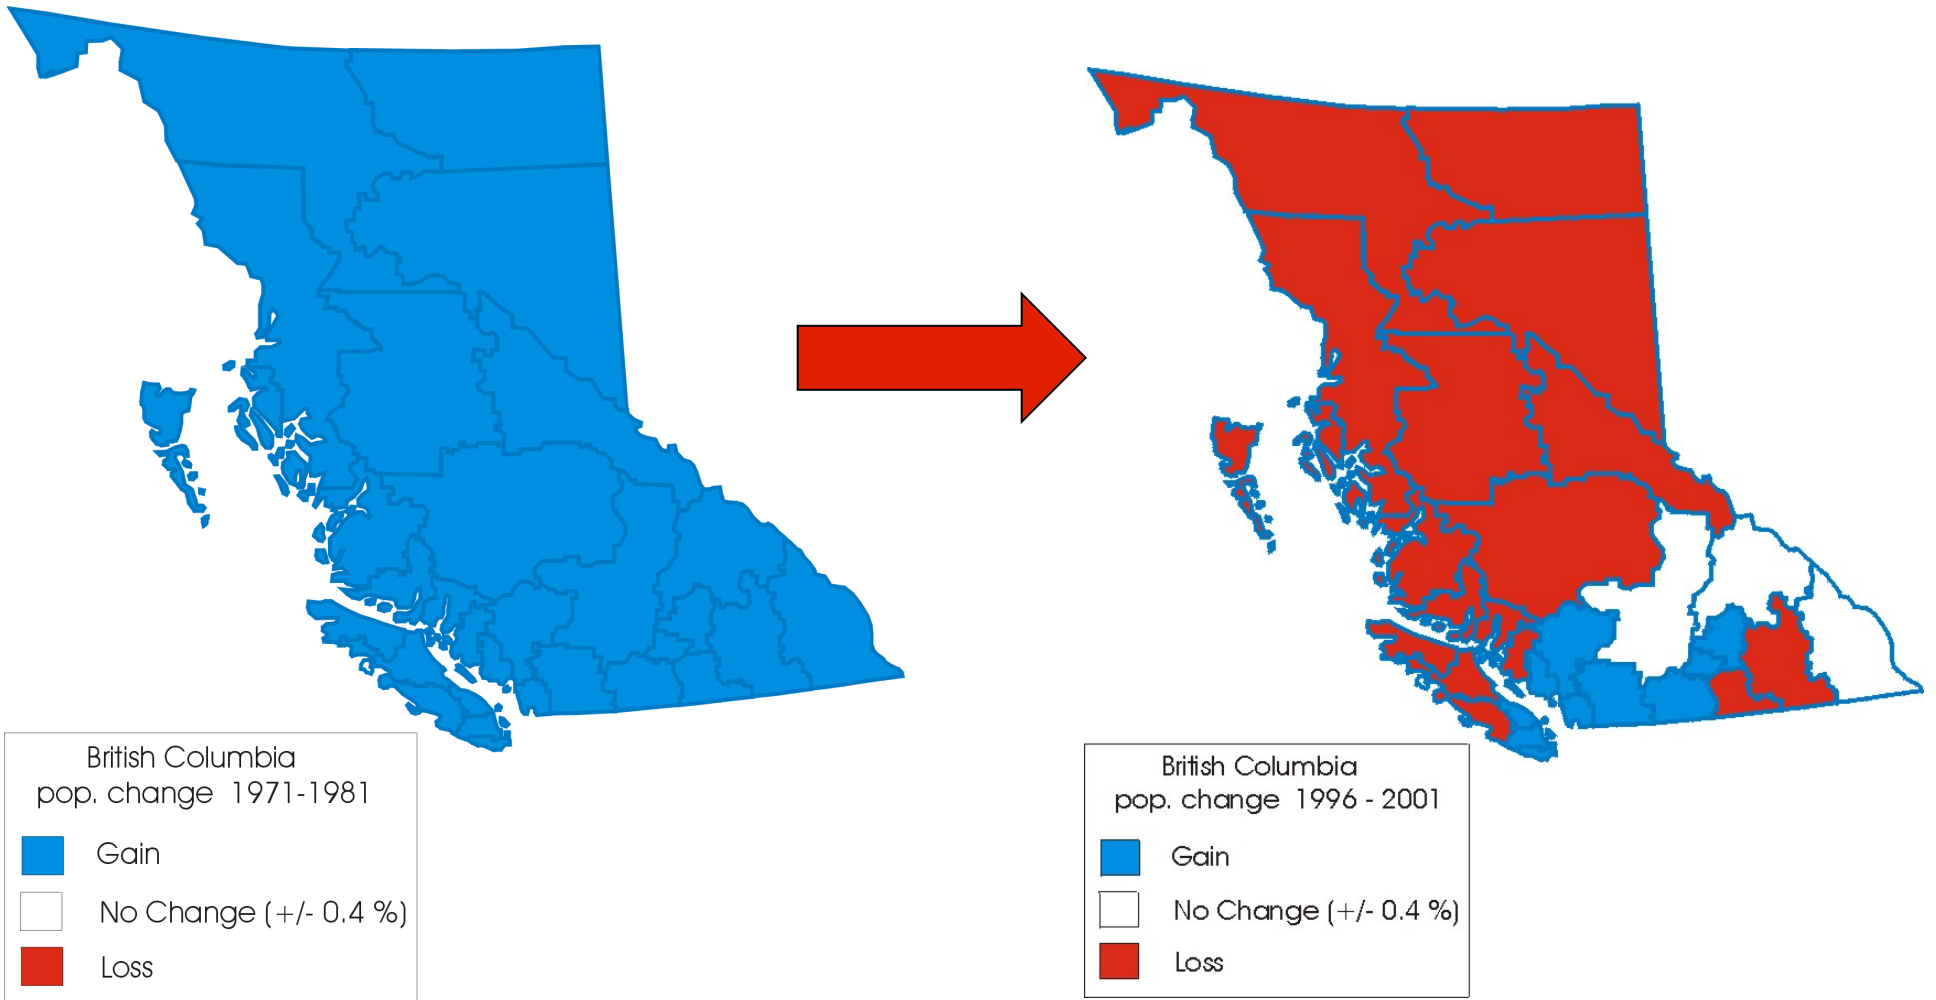 British Columbia
pop. change 1971-1981
Gain
No Change (+/- 0.4 %)
Loss
British Columbia
pop. change 1996 - 2001
Gain
No Change (+/- 0.4 %)
Loss